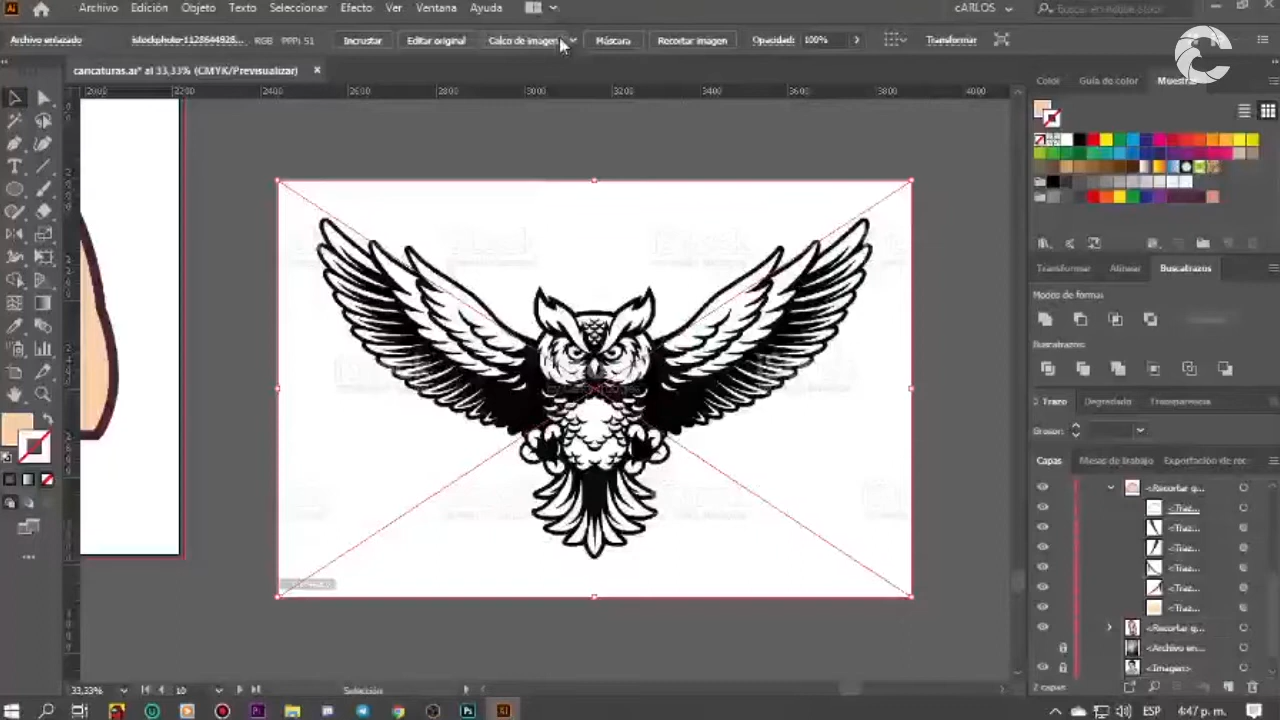 Archivo Edición Objeto Texto Seleccionar Efecto Ver Ventana Ayuda cARLOS Buscar en Adobe Stock
Archivo enlazado istockphoto-1128644928... RGB PPP: 51 Incrustar Editar original Calco de imagen Máscara Recortar imagen Opacidad: 100% Transformar
caricaturas.ai* al 33,33% (CMYK/Previsualizar)
2000 2200 2400 2600 3000 3200 3400 3600 3800 4000
Color Guía de color Muestras
Transformar Alinear Buscatrazos
Modos de forma:
Buscatrazos:
Trazo Degradado Transparencia
Grosor:
Capas Mesas de trabajo Exportación de rec
<Recortar g...
<Traz...
<Traz...
<Traz...
<Traz...
<Traz...
<Traz...
<Recortar g...
<Archivo en...
<Imagen>
2 capas
33,33% 10 Selección
ESP 4:47 p. m.